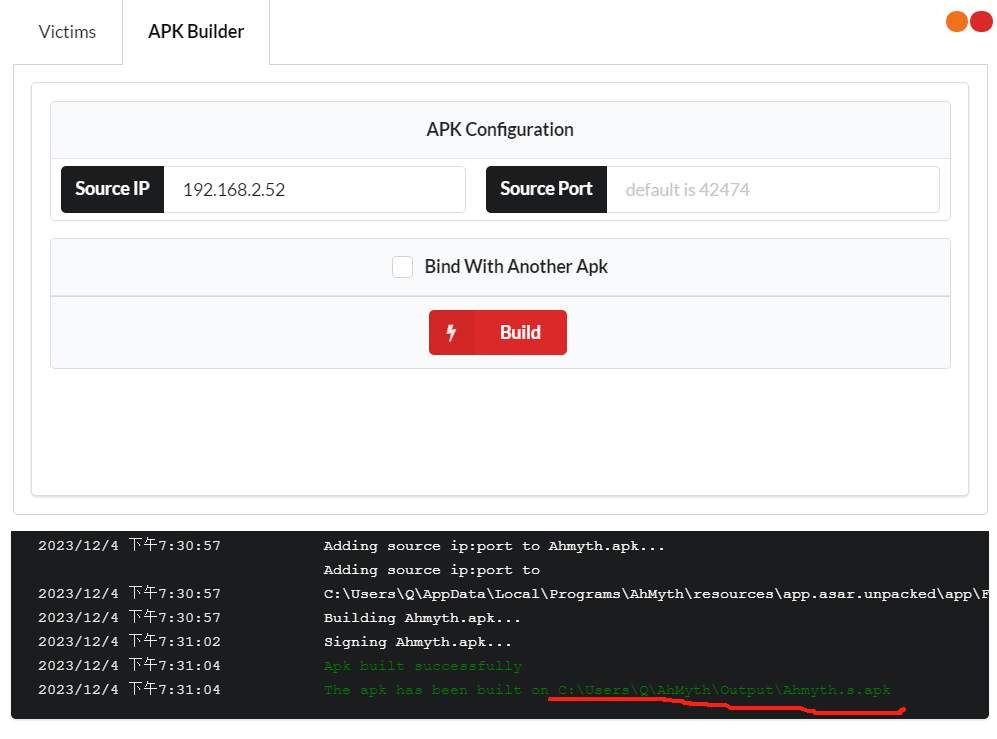 Victims
APK Builder
APK Configuration
Source IP 192.168.2.52 Source Port default is 42474
Bind With Another Apk
Build
2023/12/4 下午7:30:57 Adding source ip:port to Ahmyth.apk...
Adding source ip:port to
2023/12/4 下午7:30:57 C:\Users\Q\AppData\Local\Programs\AhMyth\resources\app.asar.unpacked\app\F
2023/12/4 下午7:30:57 Building Ahmyth.apk...
2023/12/4 下午7:31:02 Signing Ahmyth.apk...
2023/12/4 下午7:31:04 Apk built successfully
2023/12/4 下午7:31:04 The apk has been built on C:\Users\Q\AhMyth\Output\Ahmyth.s.apk